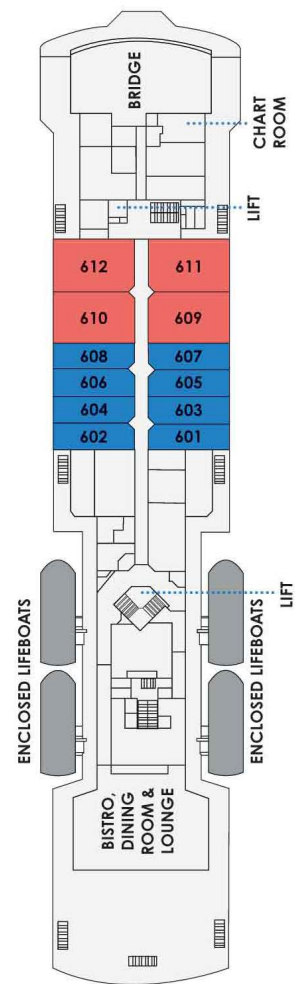 BRIDGE
CHART
ROOM
LIFT
612 611
610 609
608 607
606 605
604 603
602 601
LIFT
ENCLOSED LIFEBOATS
ENCLOSED LIFEBOATS
BISTRO,
DINING
ROOM &
LOUNGE